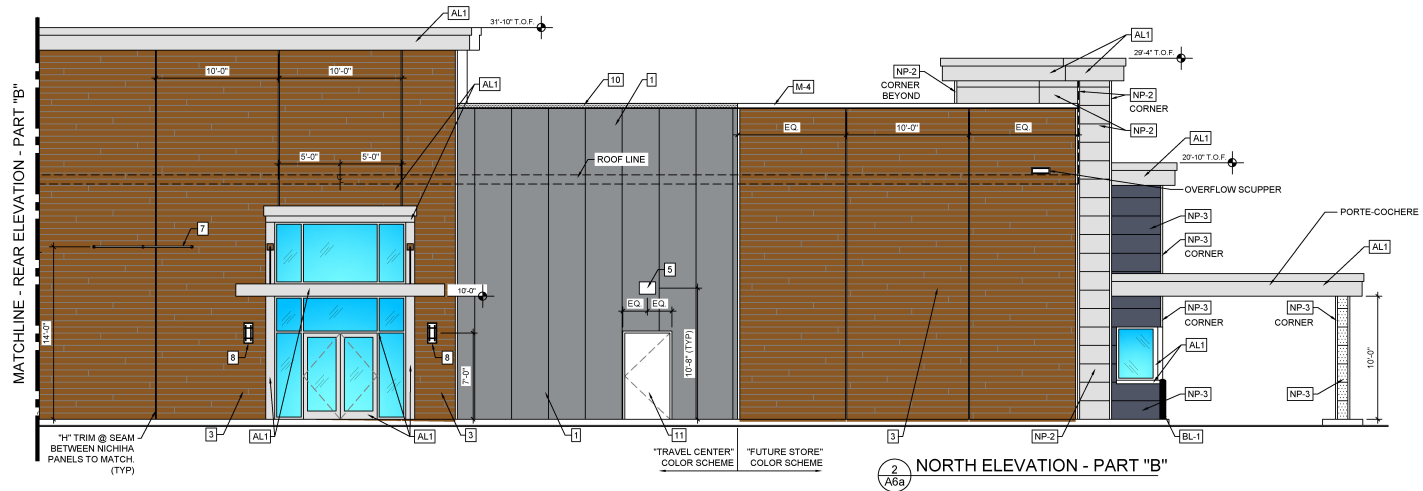 MATCHLINE - REAR ELEVATION - PART "B"
AL1
31'-10" T.O.F.
10'-0"
10'-0"
AL1
10
1
M-4
NP-2
CORNER
BEYOND
AL1
29'-4" T.O.F.
NP-2
CORNER
NP-2
EQ.
10'-0"
EQ.
AL1
20'-10" T.O.F.
5'-0"
5'-0"
ROOF LINE
OVERFLOW SCUPPER
NP-3
NP-3
CORNER
PORTE-COCHERE
AL1
7
14'-0"
10'-0"
5
EQ.
EQ.
10'-8" (TYP)
8
8
7'-0"
3
NP-3
CORNER
NP-3
CORNER
AL1
NP-3
NP-3
10'-0"
"H" TRIM @ SEAM
BETWEEN NICHIHA
PANELS TO MATCH.
(TYP)
3
AL1
AL1
3
1
11
3
NP-2
BL-1
"TRAVEL CENTER"
COLOR SCHEME
"FUTURE STORE"
COLOR SCHEME
2
A6a
NORTH ELEVATION - PART "B"